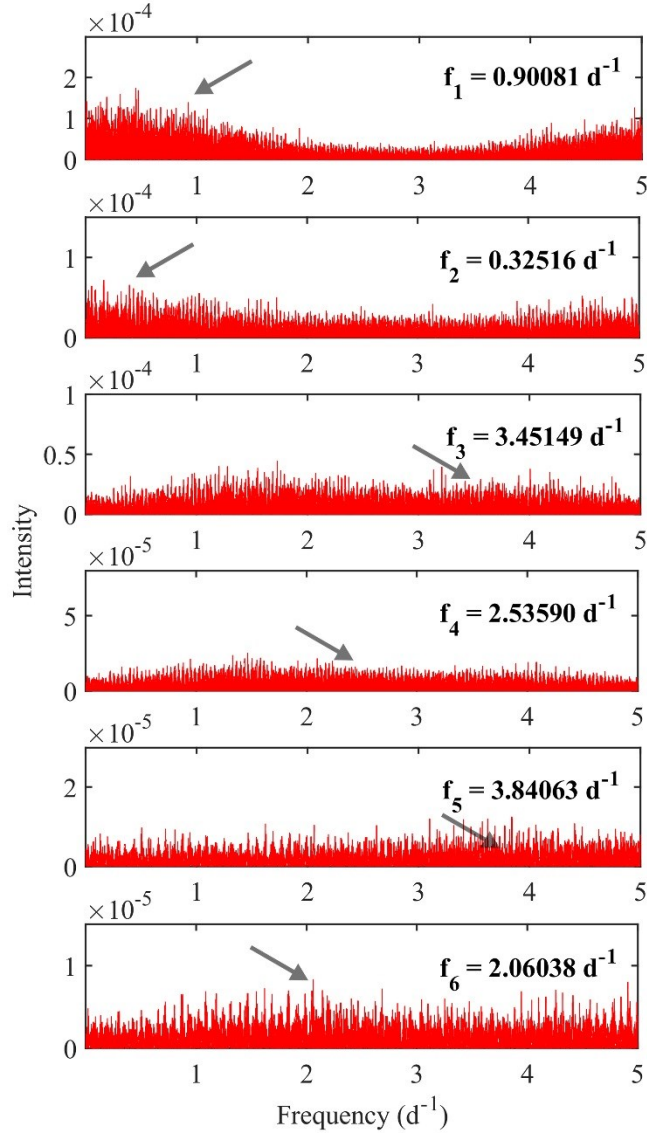 ×10⁻⁴
f₁ = 0.90081 d⁻¹
2
1
0
1 2 3 4 5
×10⁻⁴
f₂ = 0.32516 d⁻¹
1
0
1 2 3 4 5
×10⁻⁴
1
f₃ = 3.45149 d⁻¹
0.5
0
1 2 3 4 5
×10⁻⁵
f₄ = 2.53590 d⁻¹
5
0
1 2 3 4 5
×10⁻⁵
f₅ = 3.84063 d⁻¹
2
0
1 2 3 4 5
×10⁻⁵
f₆ = 2.06038 d⁻¹
1
0
1 2 3 4 5
Intensity
Frequency (d⁻¹)